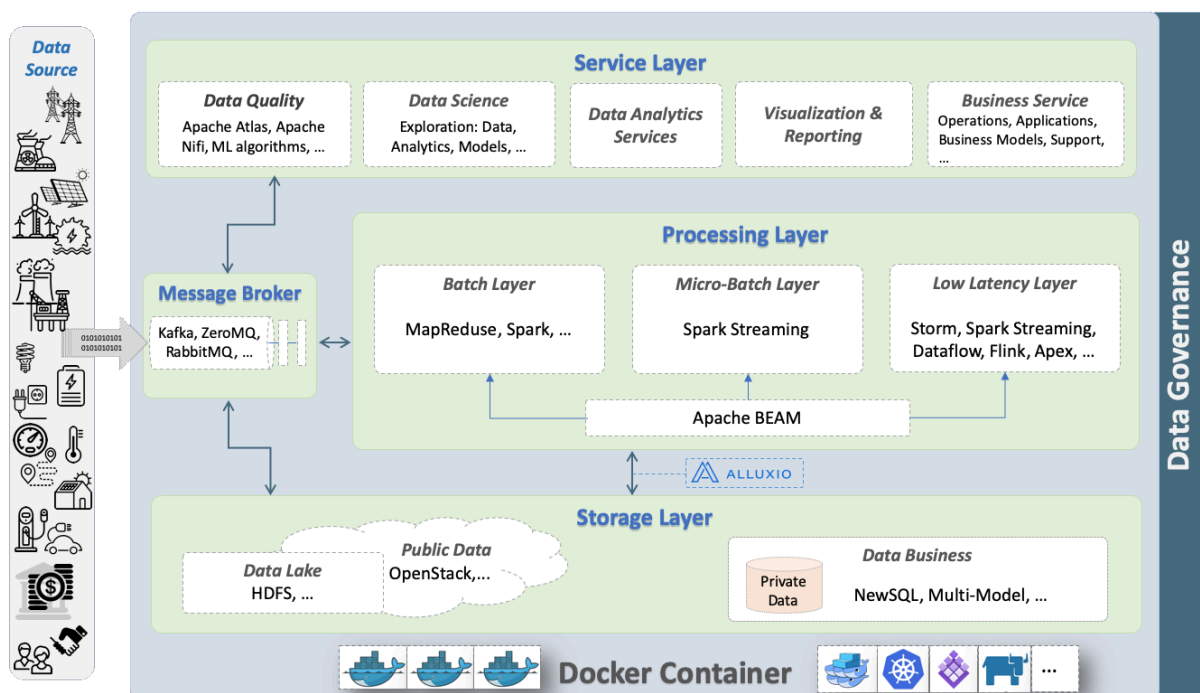 Data
Source
0101010101
0101010101
Service Layer
Data Quality
Apache Atlas, Apache
Nifi, ML algorithms, ...
Data Science
Exploration: Data,
Analytics, Models, ...
Data Analytics
Services
Visualization &
Reporting
Business Service
Operations, Applications,
Business Models, Support,
...
Message Broker
Kafka, ZeroMQ,
RabbitMQ, ...
Processing Layer
Batch Layer
MapReduse, Spark, ...
Micro-Batch Layer
Spark Streaming
Low Latency Layer
Storm, Spark Streaming,
Dataflow, Flink, Apex, ...
Apache BEAM
ALLUXIO
Storage Layer
Data Lake
HDFS, ...
Public Data
OpenStack,...
Private
Data
Data Business
NewSQL, Multi-Model, ...
Docker Container
...
Data Governance